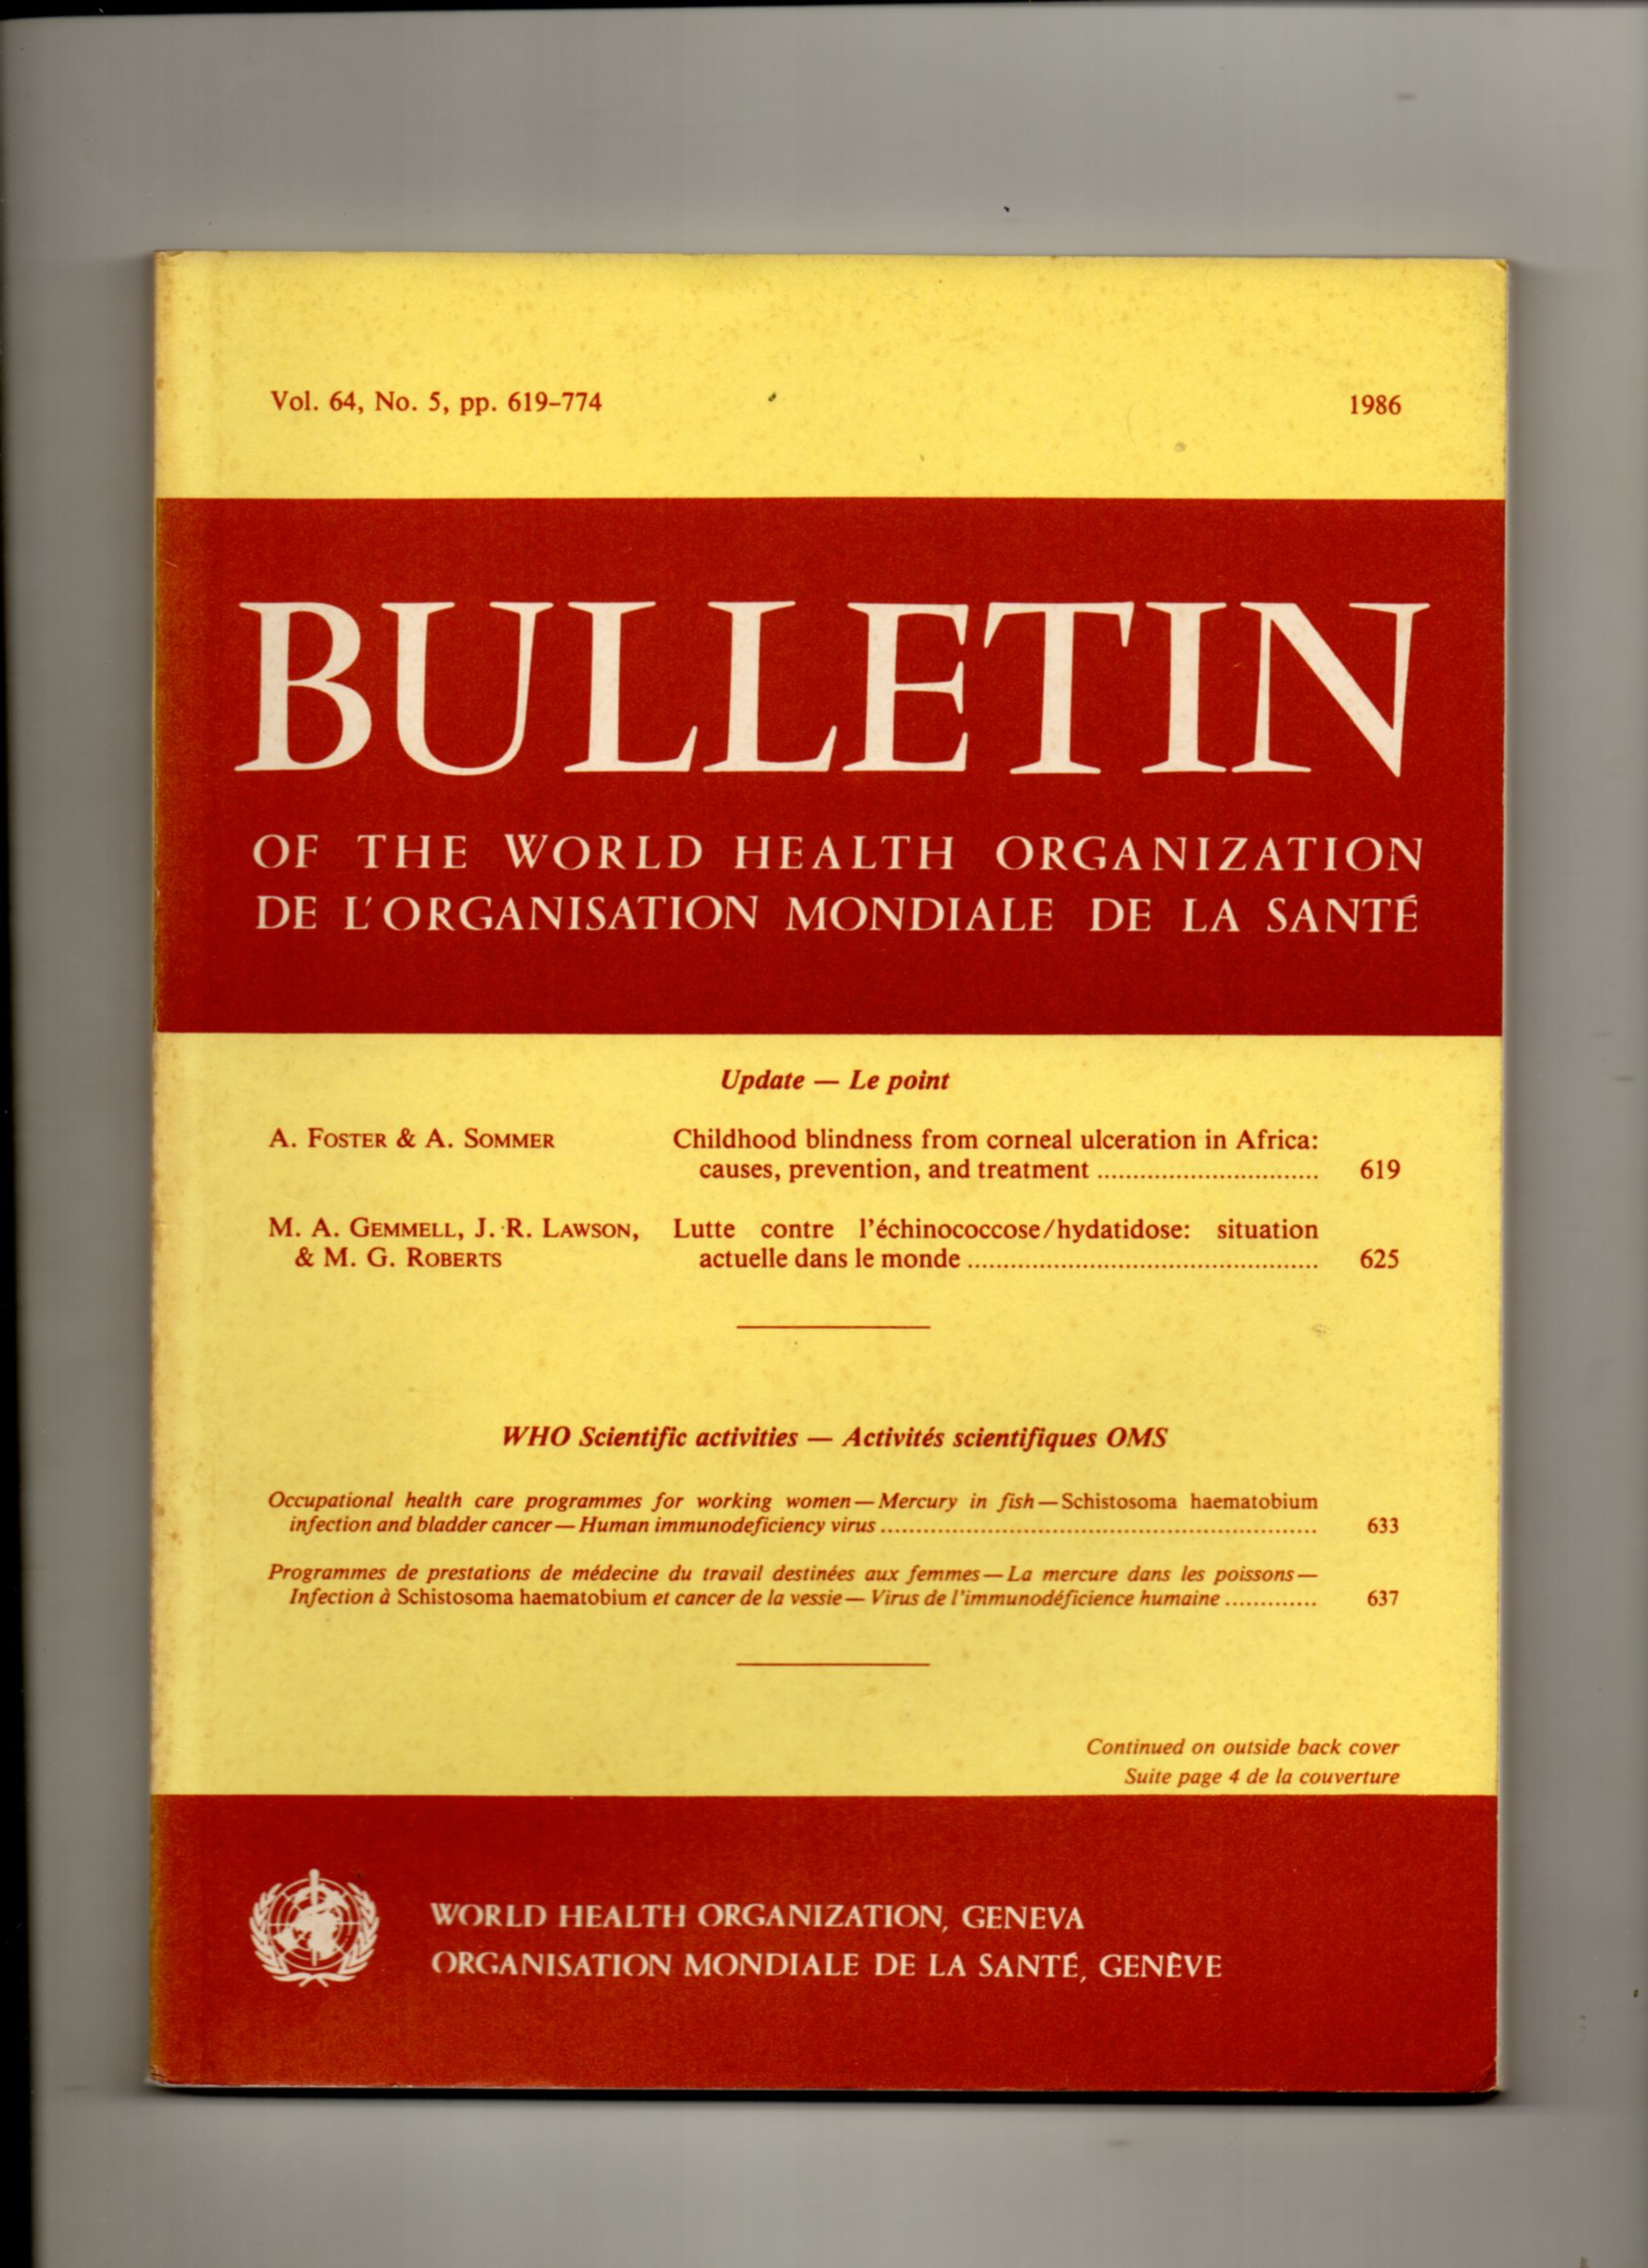 Vol. 64, No. 5, pp. 619–774 1986
BULLETIN
OF THE WORLD HEALTH ORGANIZATION
DE L'ORGANISATION MONDIALE DE LA SANTÉ
Update — Le point
A. FOSTER & A. SOMMER Childhood blindness from corneal ulceration in Africa:
causes, prevention, and treatment ............................... 619
M. A. GEMMELL, J. R. LAWSON, Lutte contre l'échinococcose/hydatidose: situation
& M. G. ROBERTS actuelle dans le monde .................................................. 625
WHO Scientific activities — Activités scientifiques OMS
Occupational health care programmes for working women—Mercury in fish—Schistosoma haematobium
infection and bladder cancer—Human immunodeficiency virus ............................................................. 633
Programmes de prestations de médecine du travail destinées aux femmes—La mercure dans les poissons—
Infection à Schistosoma haematobium et cancer de la vessie— Virus de l'immunodéficience humaine ............. 637
Continued on outside back cover
Suite page 4 de la couverture
WORLD HEALTH ORGANIZATION, GENEVA
ORGANISATION MONDIALE DE LA SANTÉ, GENÈVE